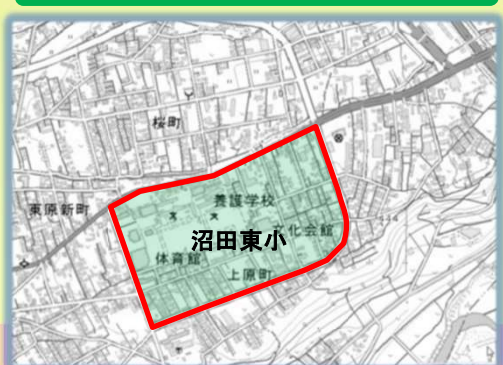 桜町
東原新町
養護学校
文化会館
沼田東小
体育館
上原町